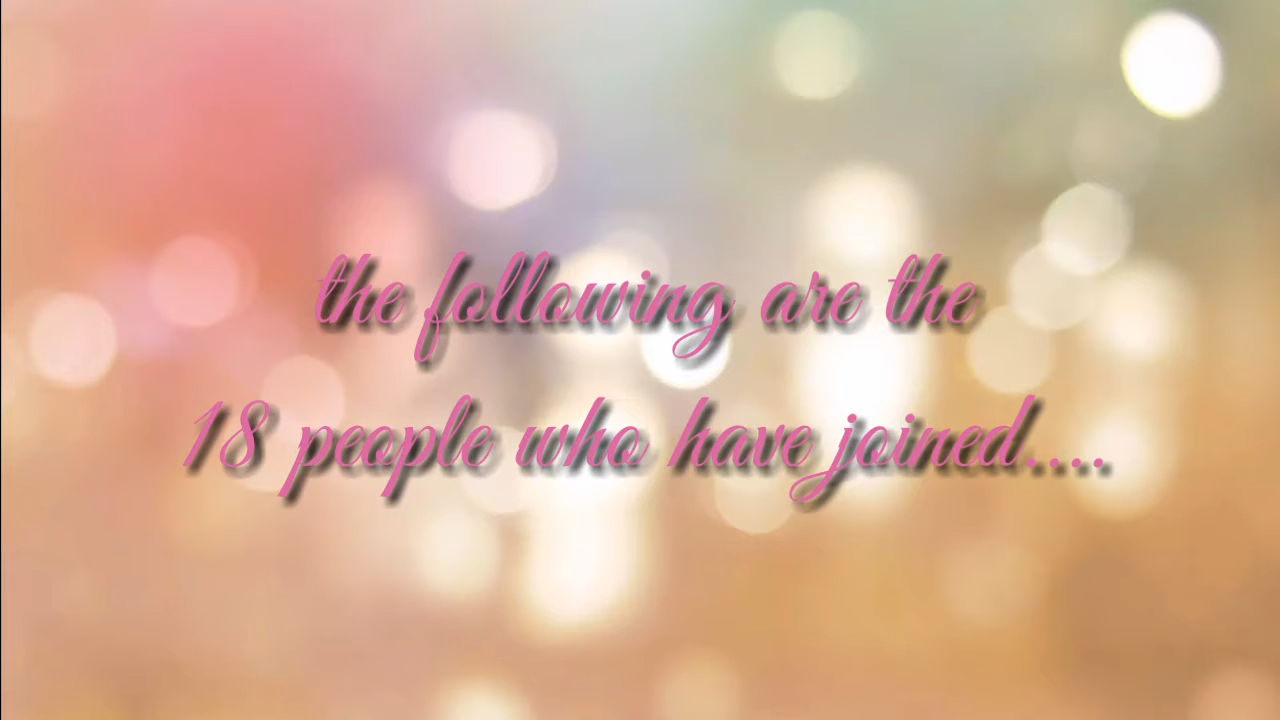 the following are the
18 people who have joined....